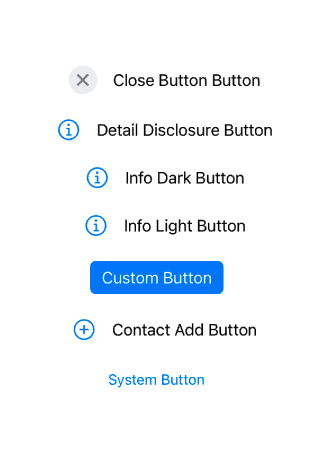 Close Button Button
Detail Disclosure Button
Info Dark Button
Info Light Button
Custom Button
Contact Add Button
System Button